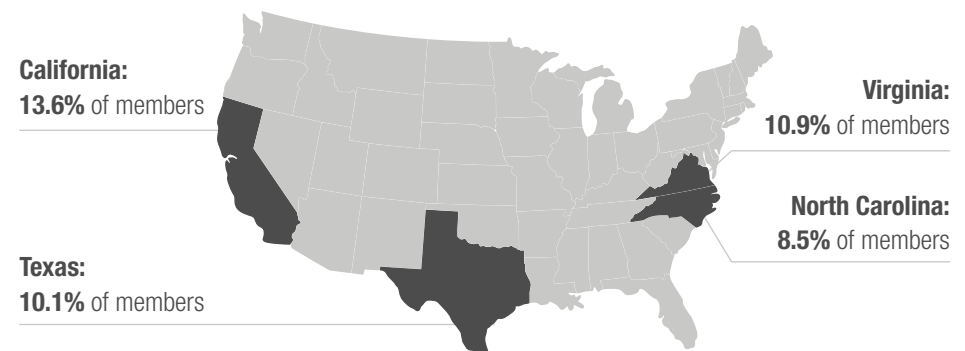 California:
13.6% of members
Virginia:
10.9% of members
North Carolina:
8.5% of members
Texas:
10.1% of members